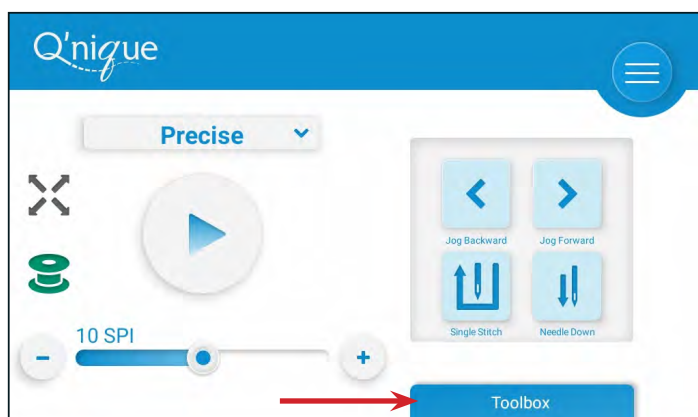 Q'nique
Precise
Jog Backward
Jog Forward
10 SPI
Single Stitch
Needle Down
Toolbox